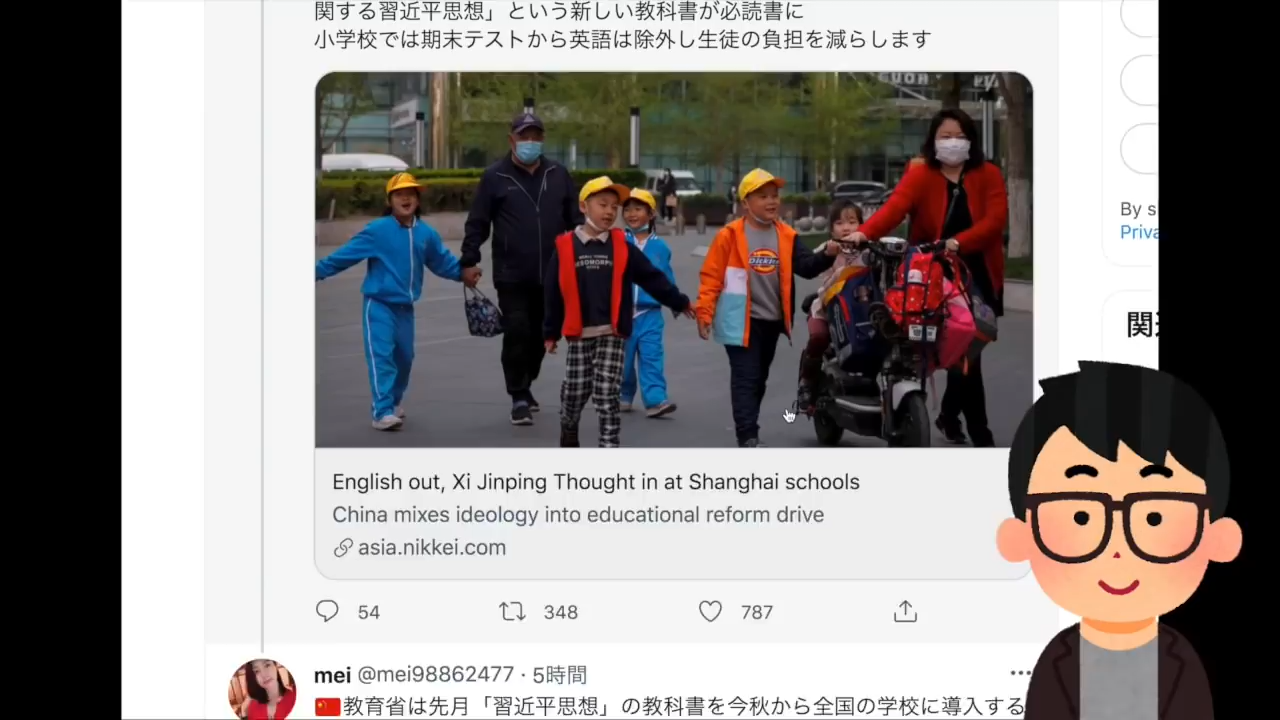 関する習近平思想」という新しい教科書が必読書に
小学校では期末テストから英語は除外し生徒の負担を減らします
Dickies
English out, Xi Jinping Thought in at Shanghai schools
China mixes ideology into educational reform drive
asia.nikkei.com
54 348 787
By s
Priva
mei @mei98862477 · 5時間
教育省は先月「習近平思想」の教科書を今秋から全国の学校に導入する